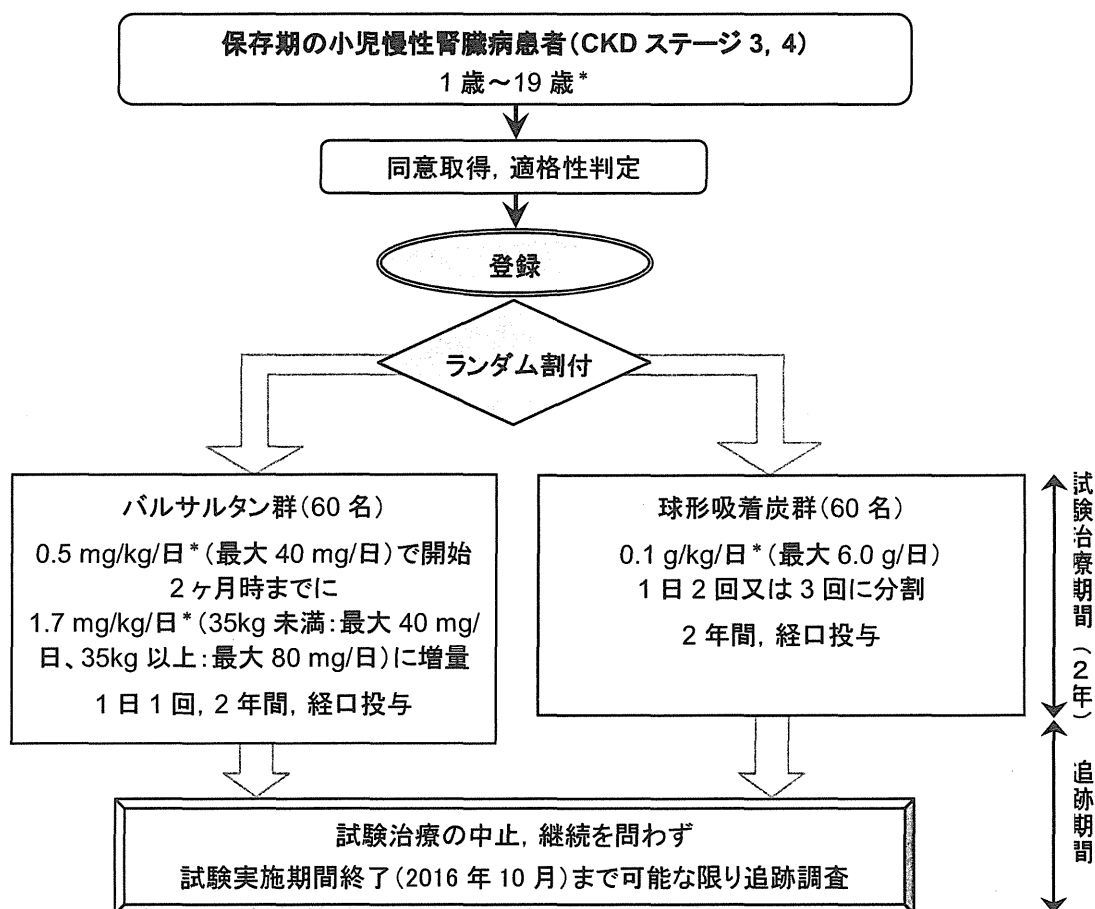 保存期の小児慢性腎臓病患者(CKD ステージ 3, 4)
1 歳～19 歳*
同意取得, 適格性判定
登録
ランダム割付
バルサルタン群(60 名)
0.5 mg/kg/日*(最大 40 mg/日)で開始
2 ヶ月時までに
1.7 mg/kg/日*(35kg 未満:最大 40 mg/
日、35kg 以上:最大 80 mg/日)に増量
1 日 1 回, 2 年間, 経口投与
球形吸着炭群(60 名)
0.1 g/kg/日*(最大 6.0 g/日)
1 日 2 回又は 3 回に分割
2 年間, 経口投与
試験治療期間(2年)
追跡期間
試験治療の中止, 継続を問わず
試験実施期間終了(2016 年 10 月)まで可能な限り追跡調査